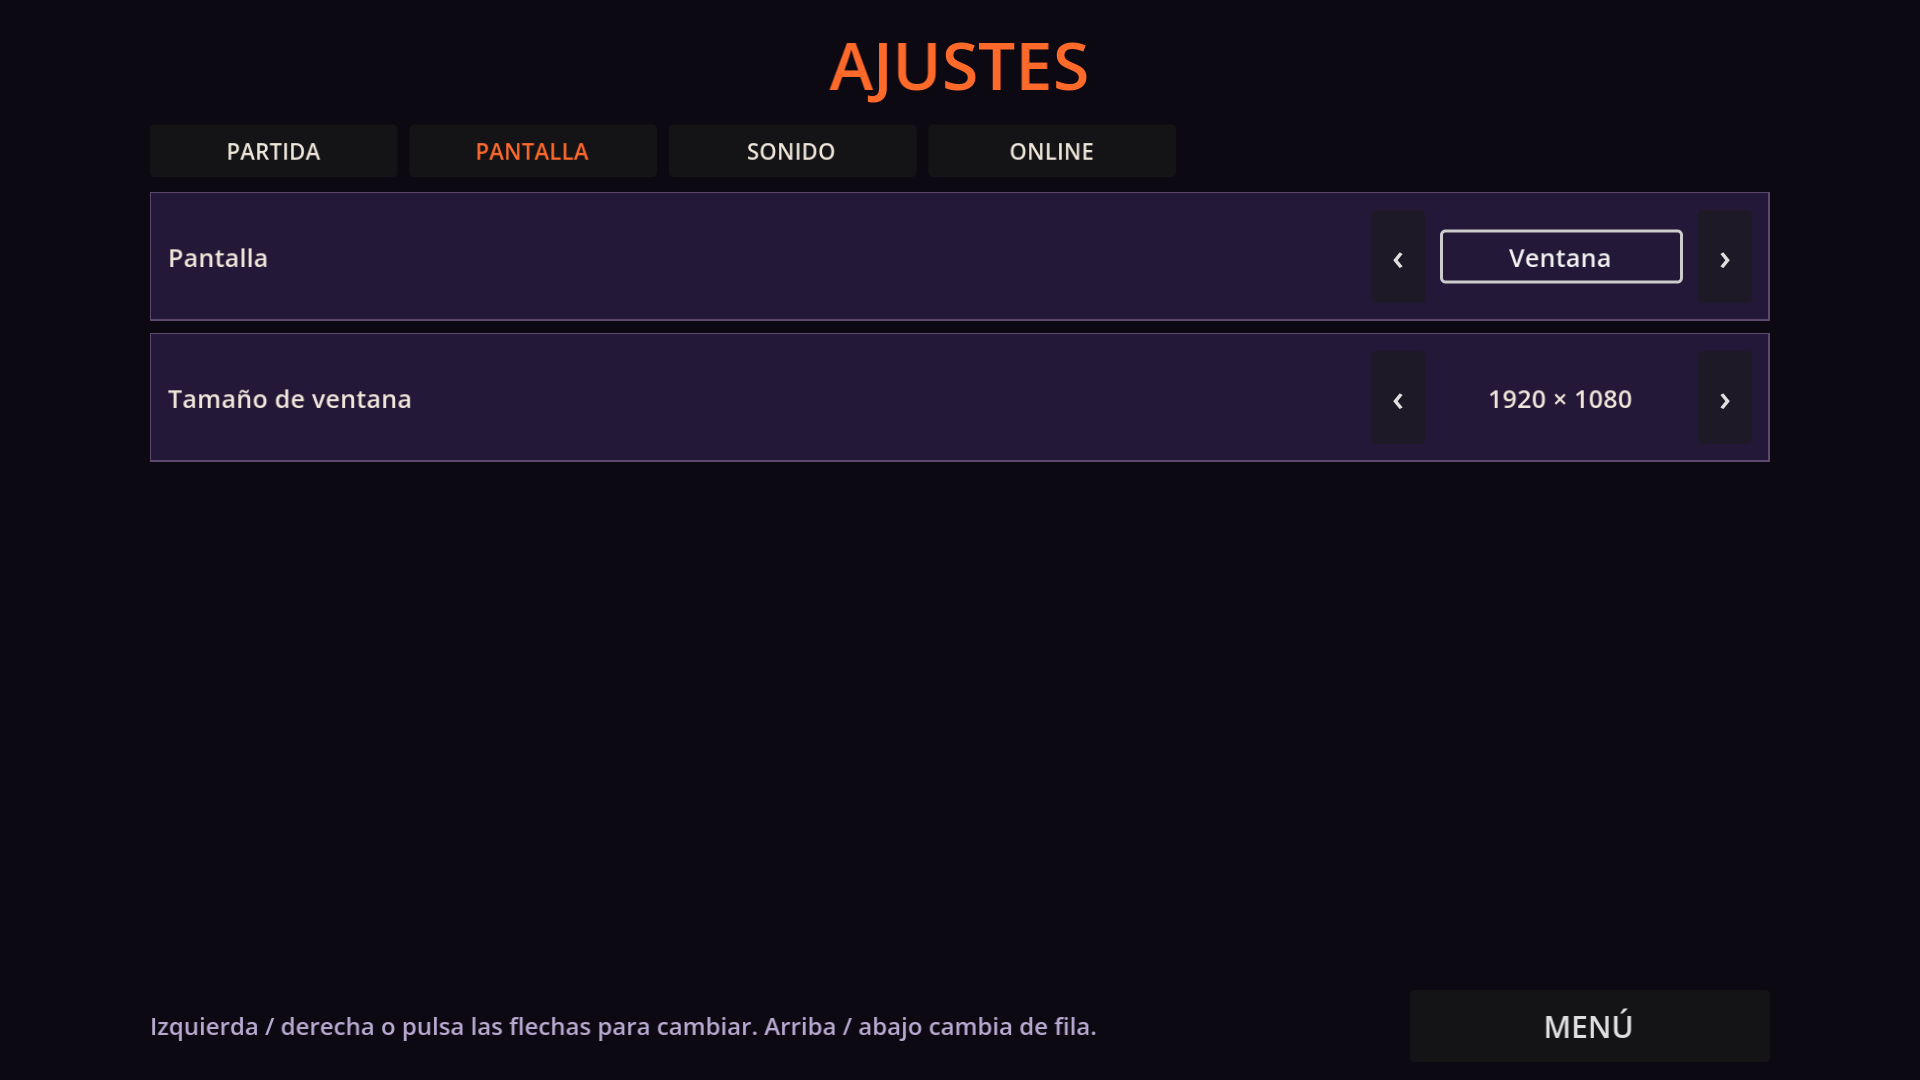 AJUSTES
PARTIDA
PANTALLA
SONIDO
ONLINE
Pantalla
‹ Ventana ›
Tamaño de ventana
‹ 1920 × 1080 ›
Izquierda / derecha o pulsa las flechas para cambiar. Arriba / abajo cambia de fila.
MENÚ